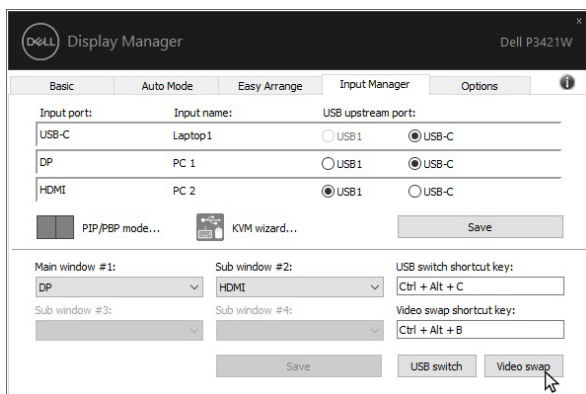 DELL Display Manager Dell P3421W x
Basic Auto Mode Easy Arrange Input Manager Options i
Input port: Input name: USB upstream port:
USB-C Laptop1 USB1 USB-C
DP PC 1 USB1 USB-C
HDMI PC 2 USB1 USB-C
PIP/PBP mode... KVM wizard... Save
Main window #1: Sub window #2: USB switch shortcut key:
DP HDMI Ctrl + Alt + C
Sub window #3: Sub window #4: Video swap shortcut key:
Ctrl + Alt + B
Save USB switch Video swap